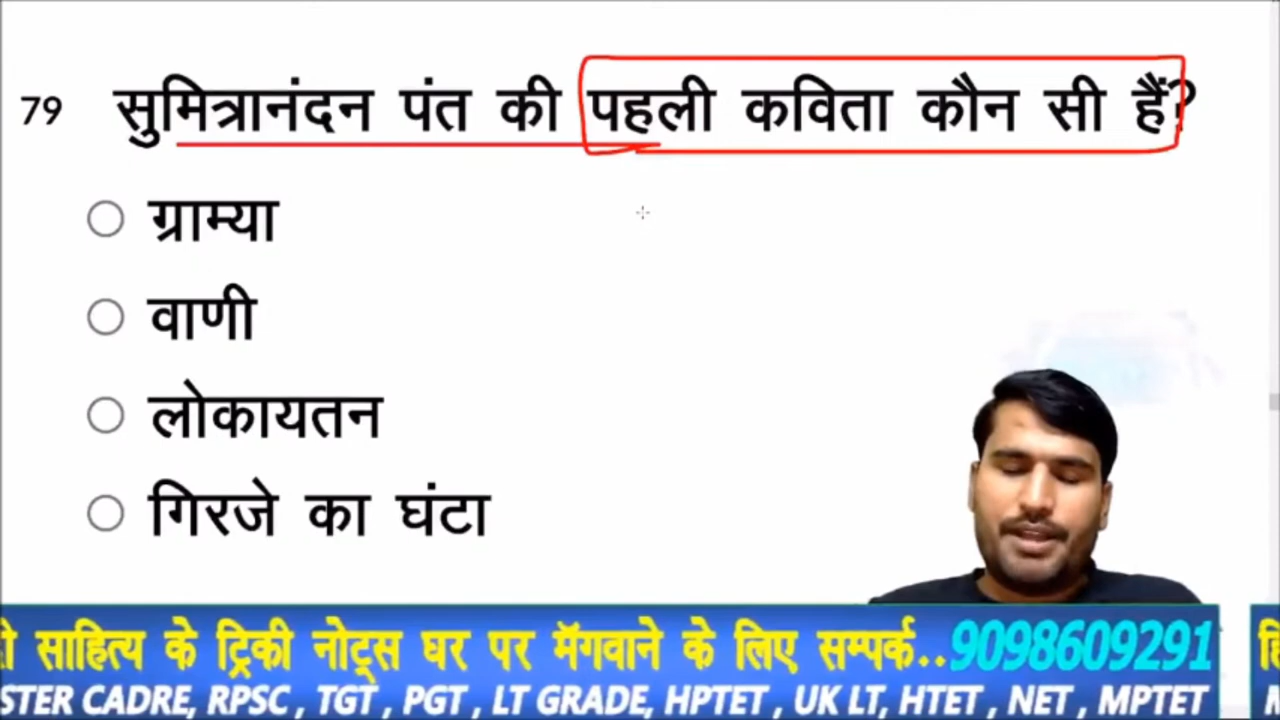 79 सुमित्रानंदन पंत की पहली कविता कौन सी हैं?
ग्राम्या
वाणी
लोकायतन
गिरजे का घंटा
साहित्य के ट्रिकी नोट्स घर पर मँगवाने के लिए सम्पर्क..9098609291
STER CADRE, RPSC , TGT , PGT , LT GRADE, HPTET , UK LT, HTET , NET , MPTET